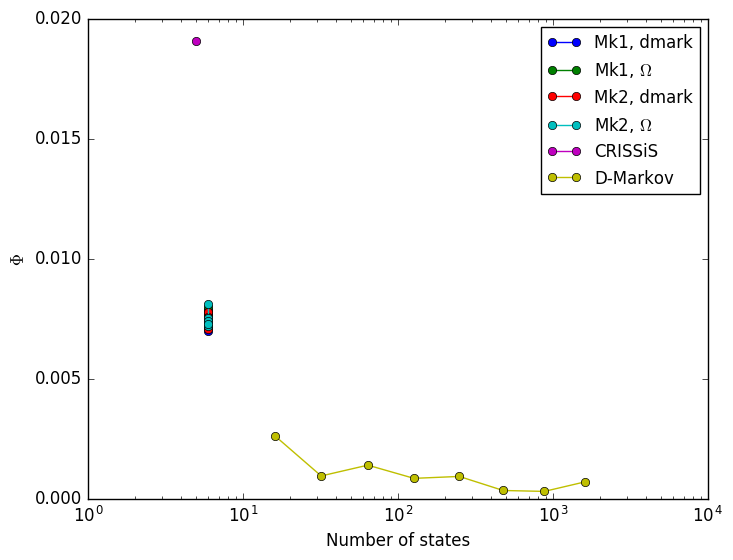 0.020
0.015
0.010
0.005
0.000
Φ
10^0
10^1
10^2
10^3
10^4
Number of states
Mk1, dmark
Mk1, Ω
Mk2, dmark
Mk2, Ω
CRISSiS
D-Markov